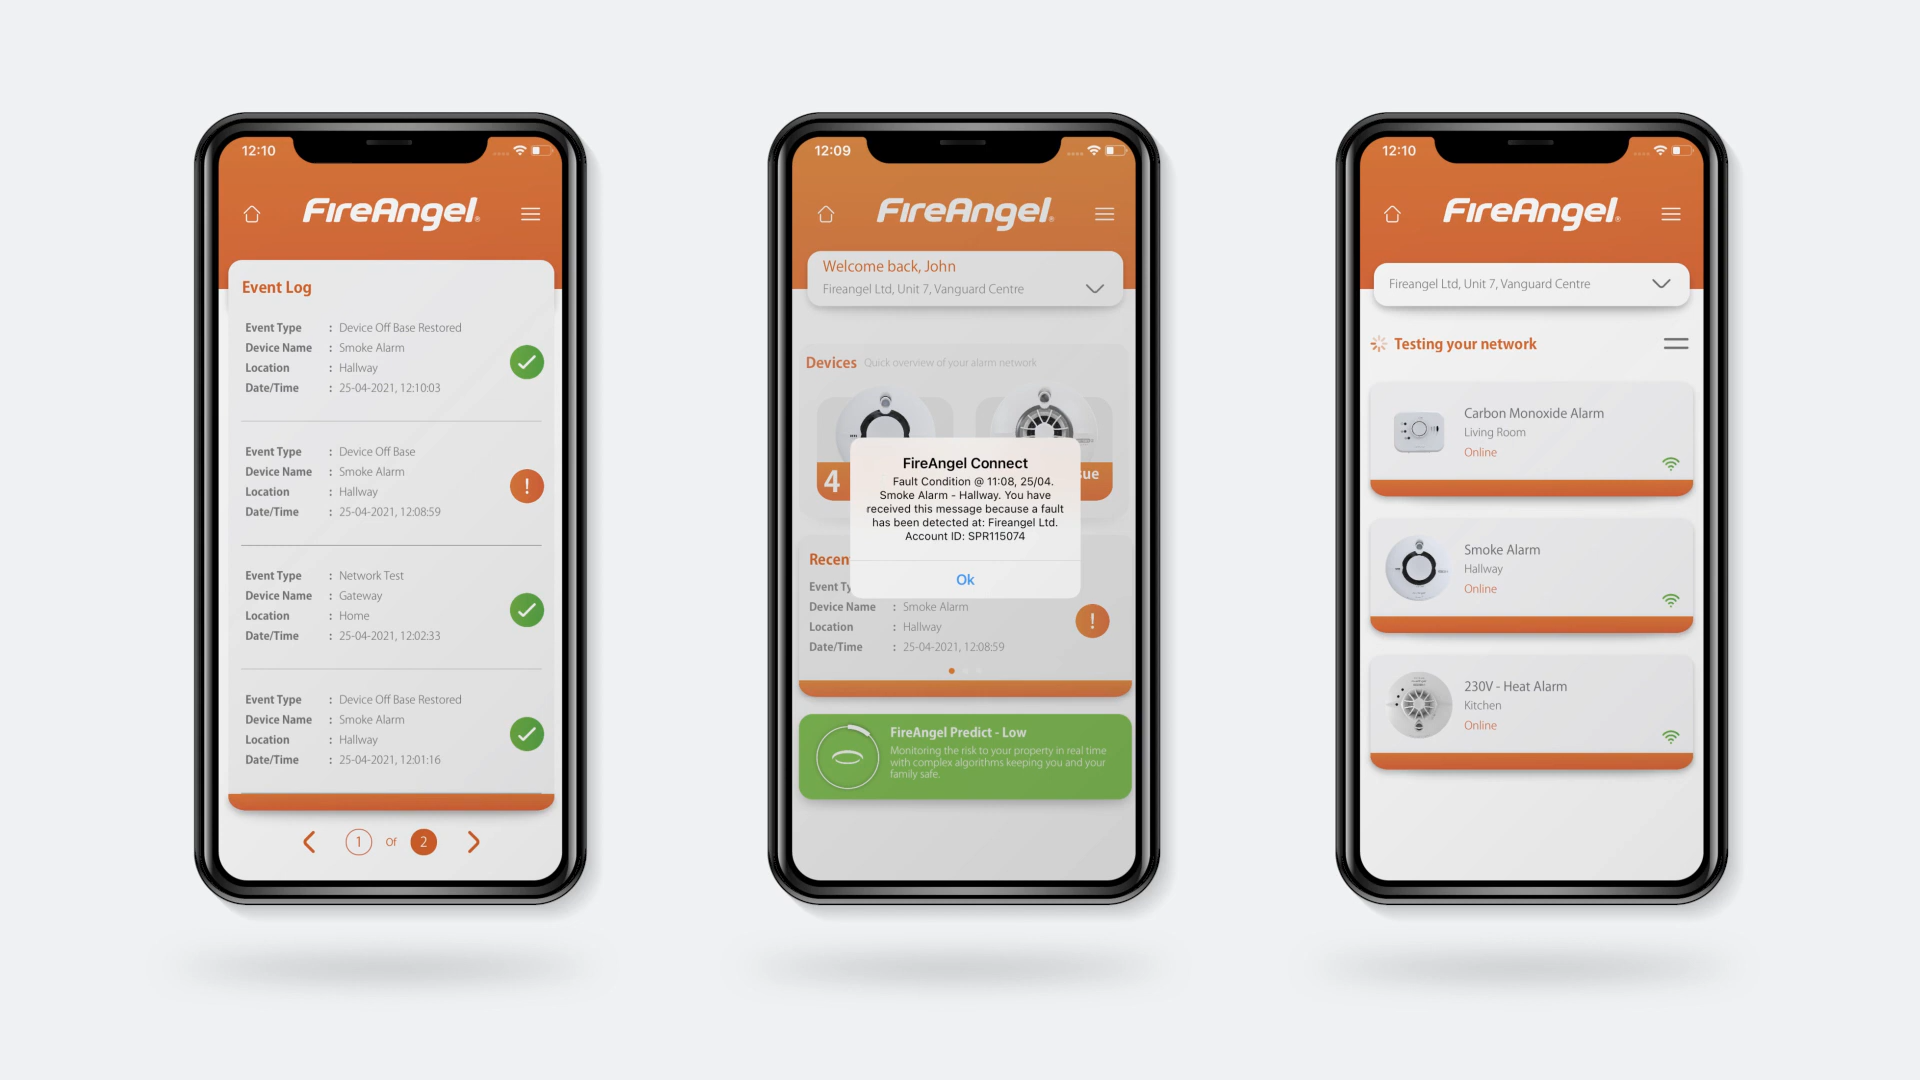 12:10
FireAngel®
Event Log
Event Type : Device Off Base Restored
Device Name : Smoke Alarm
Location : Hallway
Date/Time : 25-04-2021, 12:10:03
Event Type : Device Off Base
Device Name : Smoke Alarm
Location : Hallway
Date/Time : 25-04-2021, 12:08:59
!
Event Type : Network Test
Device Name : Gateway
Location : Home
Date/Time : 25-04-2021, 12:02:33
Event Type : Device Off Base Restored
Device Name : Smoke Alarm
Location : Hallway
Date/Time : 25-04-2021, 12:01:16
1 Of 2
12:09
FireAngel®
Welcome back, John
Fireangel Ltd, Unit 7, Vanguard Centre
Devices Quick overview of your alarm network
4
ue
FireAngel Connect
Fault Condition @ 11:08, 25/04.
Smoke Alarm - Hallway. You have
received this message because a fault
has been detected at: Fireangel Ltd.
Account ID: SPR115074
Ok
Recen
Event Ty
Device Name : Smoke Alarm
Location : Hallway
Date/Time : 25-04-2021, 12:08:59
!
FireAngel Predict - Low
Monitoring the risk to your property in real time
with complex algorithms keeping you and your
family safe.
12:10
FireAngel®
Fireangel Ltd, Unit 7, Vanguard Centre
Testing your network
Carbon Monoxide Alarm
Living Room
Online
Smoke Alarm
Hallway
Online
230V - Heat Alarm
Kitchen
Online